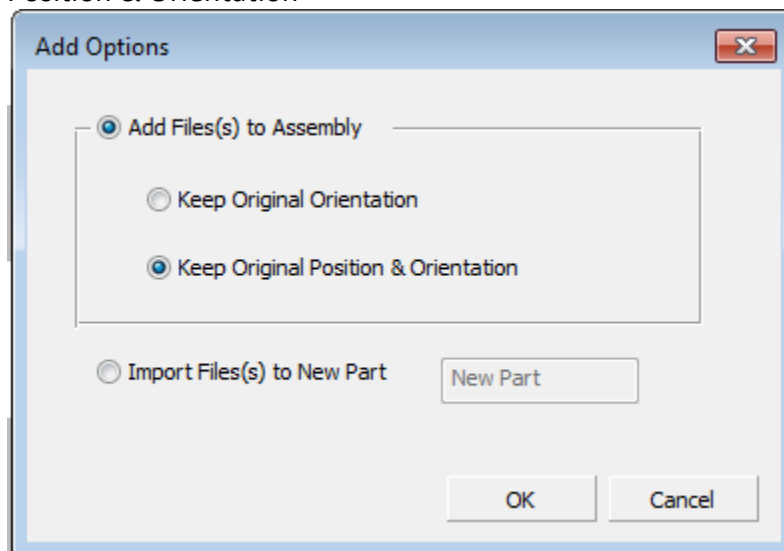 Position & Orientation
Add Options
Add Files(s) to Assembly
Keep Original Orientation
Keep Original Position & Orientation
Import Files(s) to New Part
New Part
OK
Cancel